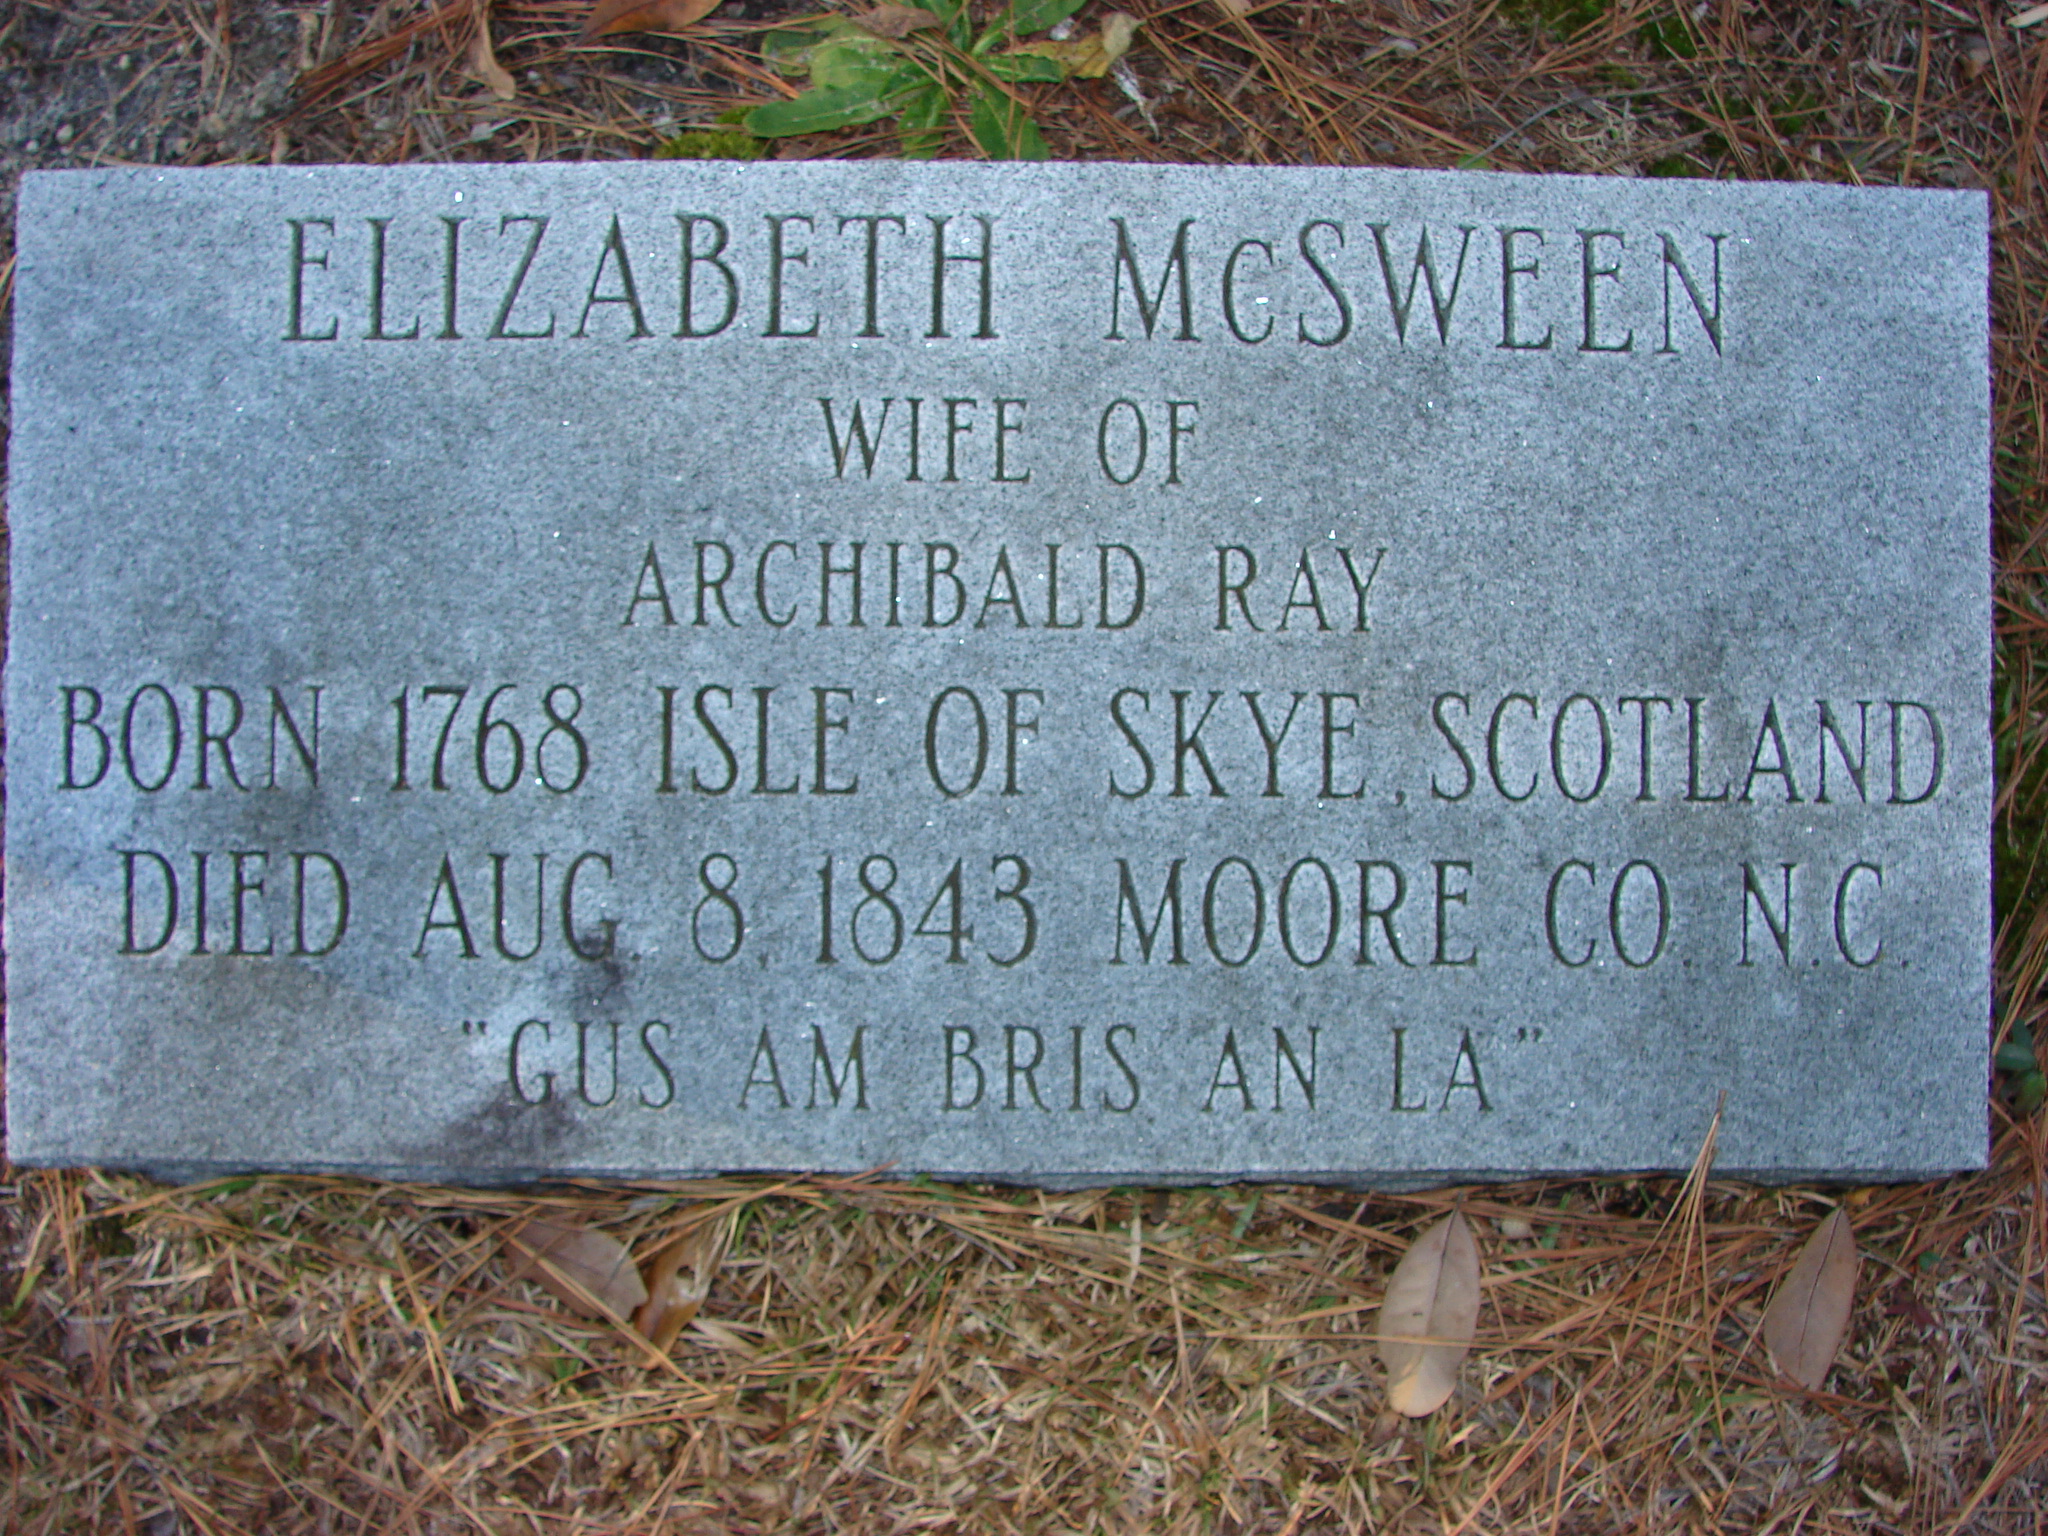 ELIZABETH McSWEEN
WIFE OF
ARCHIBALD RAY
BORN 1768 ISLE OF SKYE, SCOTLAND
DIED AUG. 8, 1843 MOORE CO. N.C.
"GUS AM BRIS AN LA"